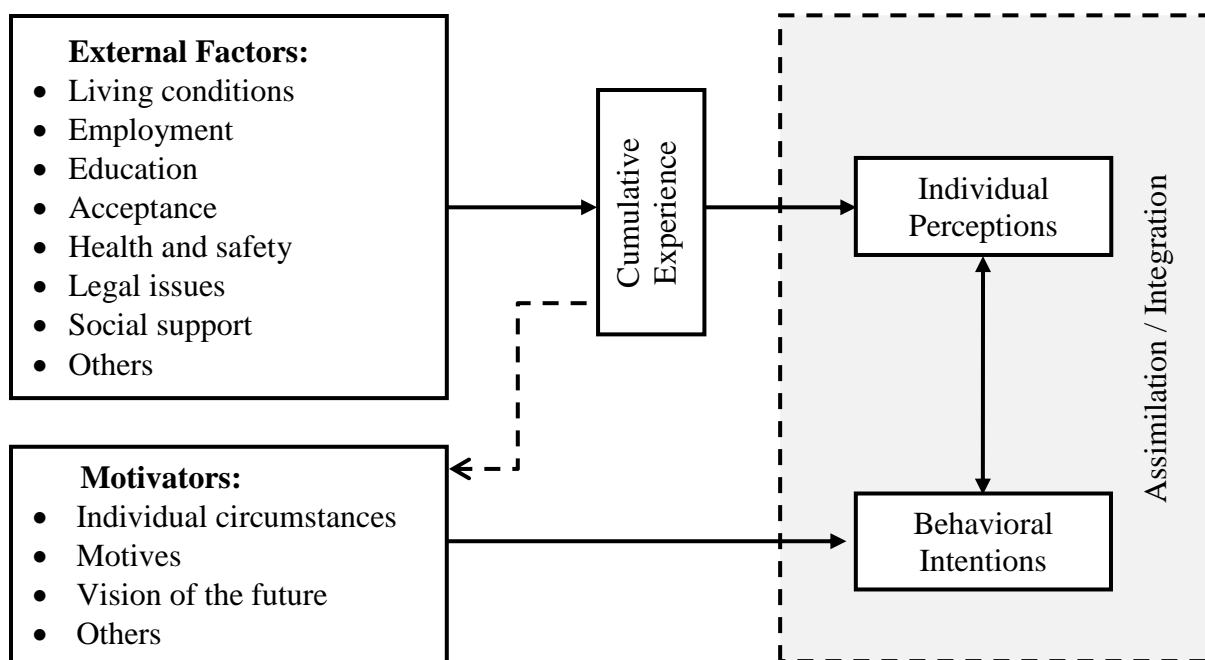 External Factors:
• Living conditions
• Employment
• Education
• Acceptance
• Health and safety
• Legal issues
• Social support
• Others
Cumulative
Experience
Individual
Perceptions
Assimilation / Integration
Motivators:
• Individual circumstances
• Motives
• Vision of the future
• Others
Behavioral
Intentions